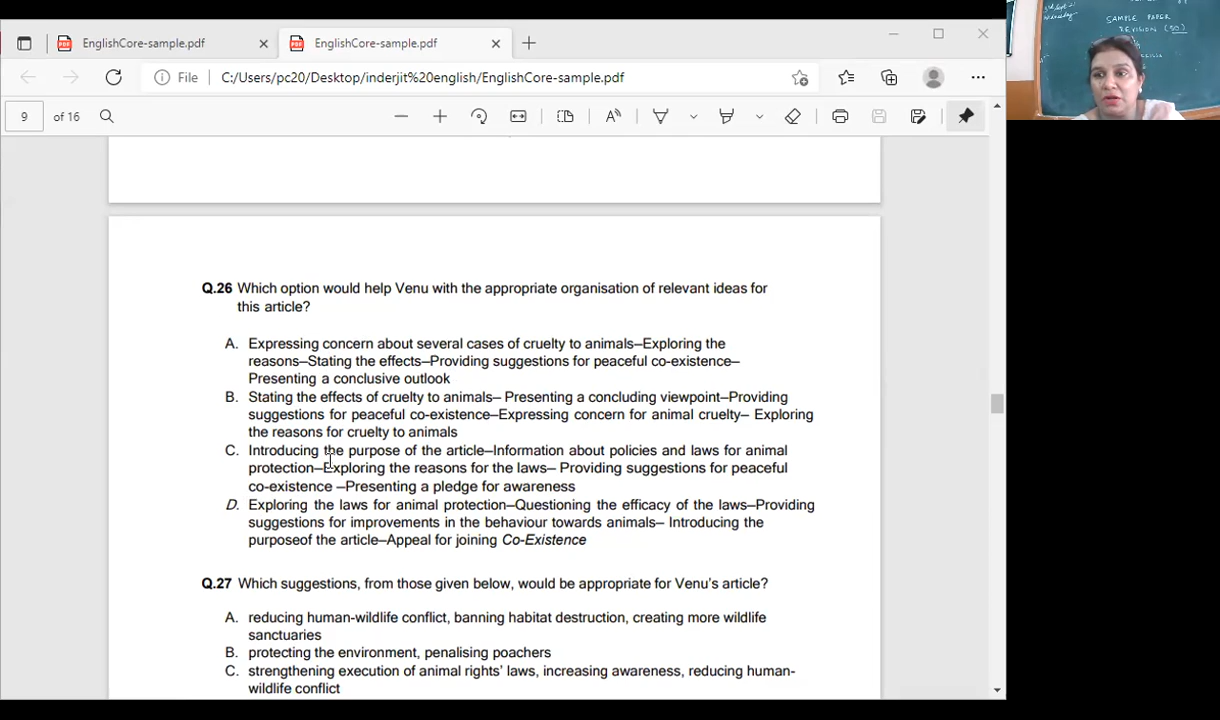 EnglishCore-sample.pdf
EnglishCore-sample.pdf
File C:/Users/pc20/Desktop/inderjit%20english/EnglishCore-sample.pdf
9 of 16
SAMPLE PAPER
REVISION
Q.26 Which option would help Venu with the appropriate organisation of relevant ideas for
this article?
A. Expressing concern about several cases of cruelty to animals–Exploring the
reasons–Stating the effects–Providing suggestions for peaceful co-existence–
Presenting a conclusive outlook
B. Stating the effects of cruelty to animals– Presenting a concluding viewpoint–Providing
suggestions for peaceful co-existence–Expressing concern for animal cruelty– Exploring
the reasons for cruelty to animals
C. Introducing the purpose of the article–Information about policies and laws for animal
protection–Exploring the reasons for the laws– Providing suggestions for peaceful
co-existence –Presenting a pledge for awareness
D. Exploring the laws for animal protection–Questioning the efficacy of the laws–Providing
suggestions for improvements in the behaviour towards animals– Introducing the
purposeof the article–Appeal for joining Co-Existence
Q.27 Which suggestions, from those given below, would be appropriate for Venu's article?
A. reducing human-wildlife conflict, banning habitat destruction, creating more wildlife
sanctuaries
B. protecting the environment, penalising poachers
C. strengthening execution of animal rights' laws, increasing awareness, reducing human-
wildlife conflict